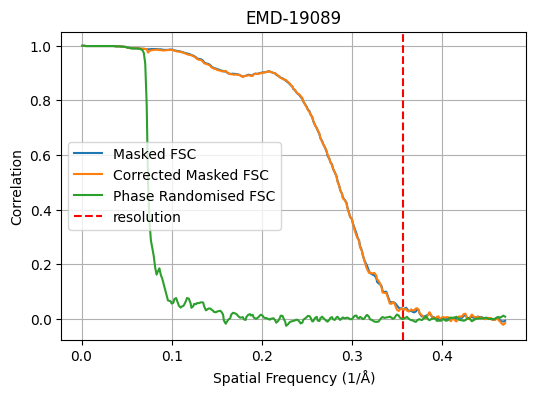 EMD-19089
1.0
0.8
0.6
0.4
0.2
0.0
Correlation
Masked FSC
Corrected Masked FSC
Phase Randomised FSC
resolution
0.0 0.1 0.2 0.3 0.4
Spatial Frequency (1/Å)